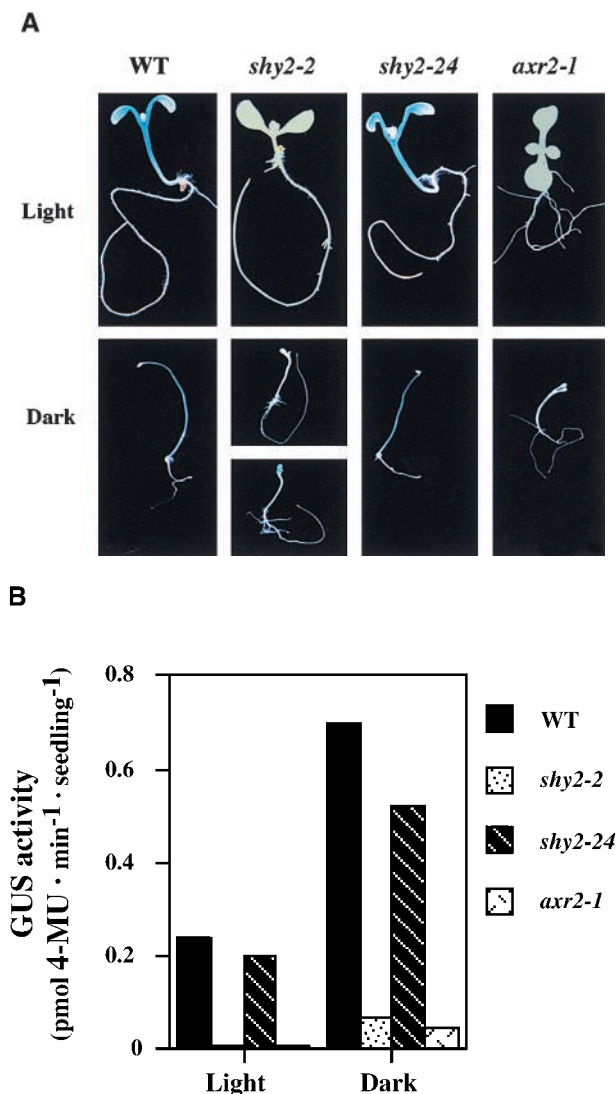 A
WT shy2-2 shy2-24 axr2-1
Light
Dark
B
GUS activity
(pmol 4-MU · min-1 · seedling-1)
0.8
0.6
0.4
0.2
0
Light Dark
WT
shy2-2
shy2-24
axr2-1